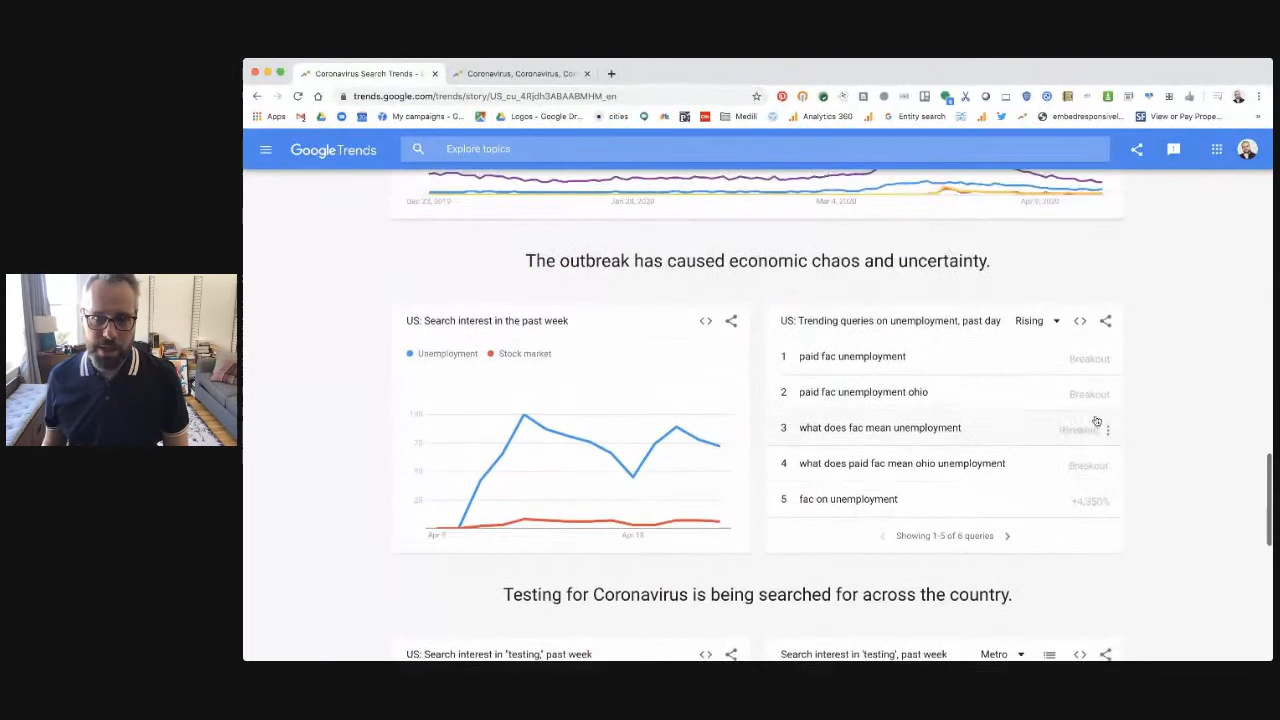 Coronavirus Search Trends -
Coronavirus, Coronavirus, Cor
trends.google.com/trends/story/US_cu_4Rjdh3ABAABMHM_en
Apps
My campaigns - G...
Logos - Google Dr...
cities
Medill
Analytics 360
Entity search
embedresponsivel...
View or Pay Prope...
»
Google Trends
Explore topics
Dec 23, 2019
Jan 28, 2020
Mar 4, 2020
Apr 9, 2020
The outbreak has caused economic chaos and uncertainty.
US: Search interest in the past week
Unemployment
Stock market
100
75
50
25
Apr 13
US: Trending queries on unemployment, past day
Rising
1 paid fac unemployment Breakout
2 paid fac unemployment ohio Breakout
3 what does fac mean unemployment Breakout
4 what does paid fac mean ohio unemployment Breakout
5 fac on unemployment +4,350%
Showing 1-5 of 6 queries
Testing for Coronavirus is being searched for across the country.
US: Search interest in "testing," past week
Search interest in 'testing', past week
Metro